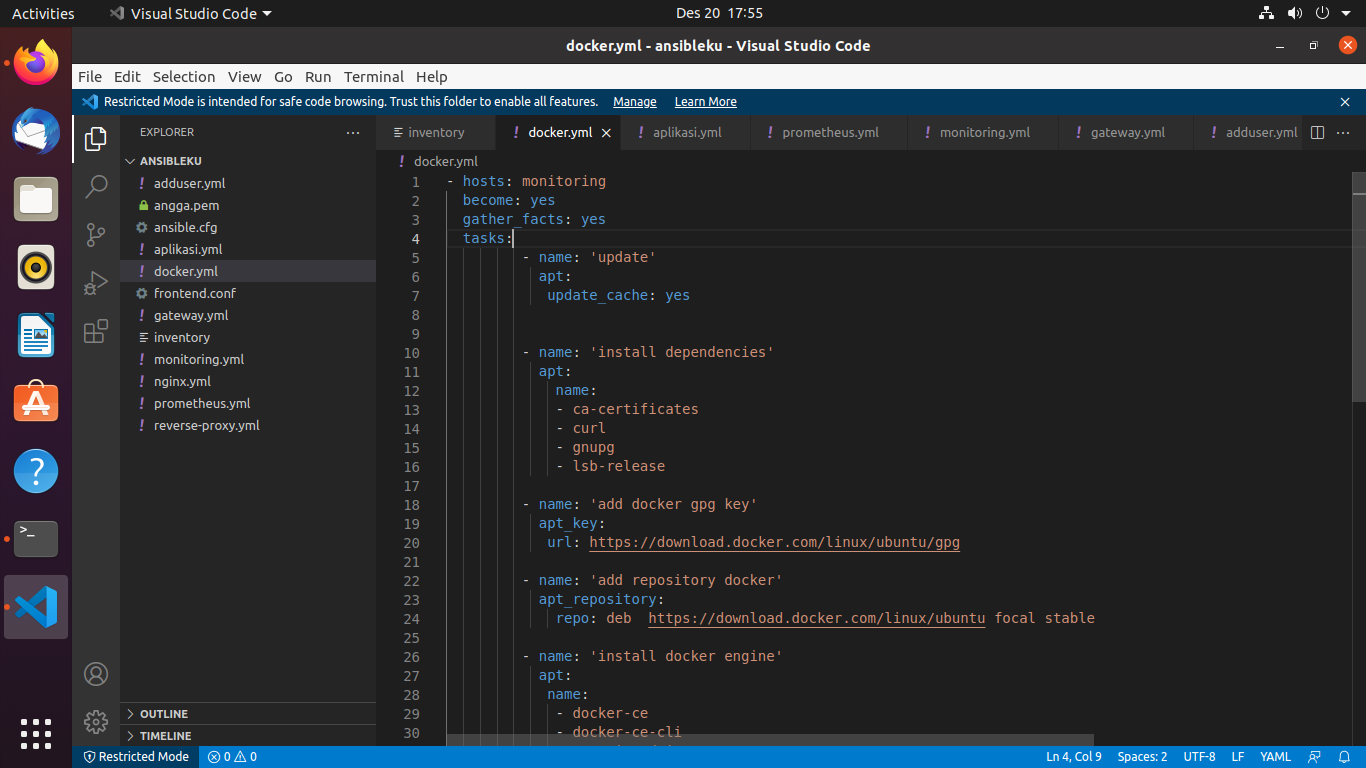 Activities Visual Studio Code Des 20 17:55
docker.yml - ansibleku - Visual Studio Code
File Edit Selection View Go Run Terminal Help
Restricted Mode is intended for safe code browsing. Trust this folder to enable all features. Manage Learn More
EXPLORER
ANSIBLEKU
! adduser.yml
angga.pem
ansible.cfg
! aplikasi.yml
! docker.yml
frontend.conf
! gateway.yml
inventory
! monitoring.yml
! nginx.yml
! prometheus.yml
! reverse-proxy.yml
OUTLINE
TIMELINE
inventory ! docker.yml ! aplikasi.yml ! prometheus.yml ! monitoring.yml ! gateway.yml ! adduser.yml
! docker.yml
1 - hosts: monitoring
2 become: yes
3 gather_facts: yes
4 tasks:
5 - name: 'update'
6 apt:
7 update_cache: yes
8
9
10 - name: 'install dependencies'
11 apt:
12 name:
13 - ca-certificates
14 - curl
15 - gnupg
16 - lsb-release
17
18 - name: 'add docker gpg key'
19 apt_key:
20 url: https://download.docker.com/linux/ubuntu/gpg
21
22 - name: 'add repository docker'
23 apt_repository:
24 repo: deb  https://download.docker.com/linux/ubuntu focal stable
25
26 - name: 'install docker engine'
27 apt:
28 name:
29 - docker-ce
30 - docker-ce-cli
Restricted Mode 0 0 Ln 4, Col 9 Spaces: 2 UTF-8 LF YAML